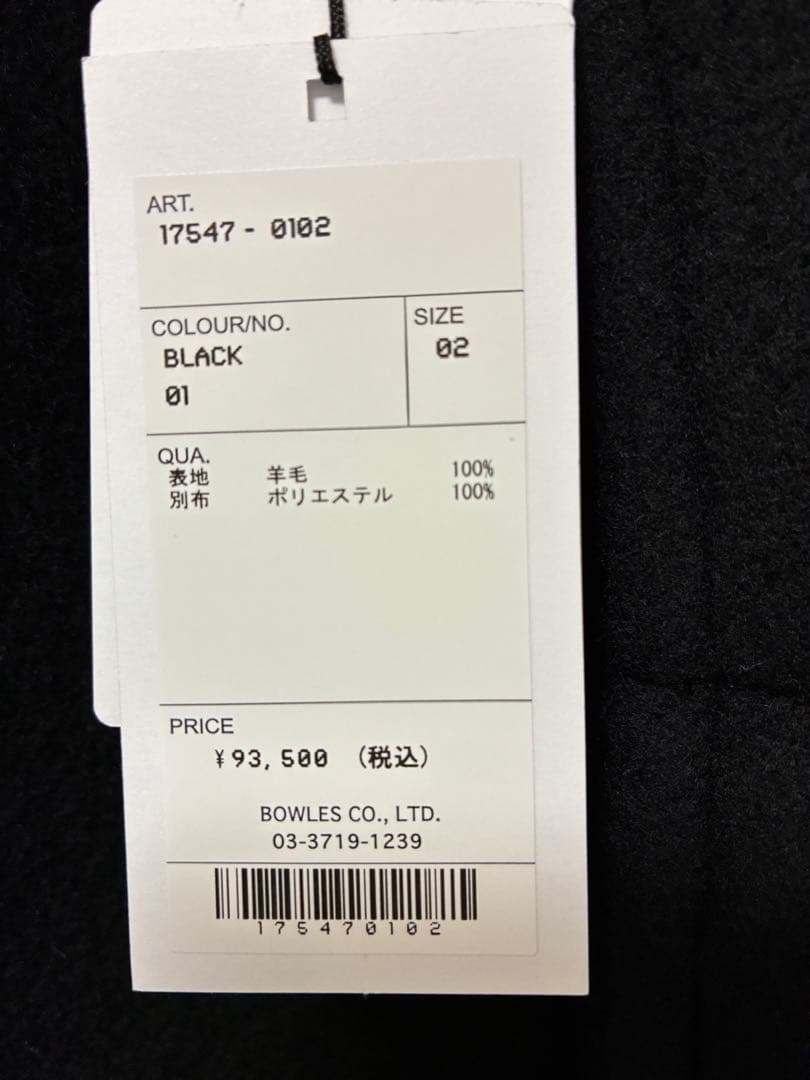 ART.
17547 - 0102
COLOUR/NO.
BLACK
01
SIZE
02
QUA.
表地 羊毛 100%
別布 ポリエステル 100%
PRICE
¥93,500 (税込)
BOWLES CO., LTD.
03-3719-1239
175470102